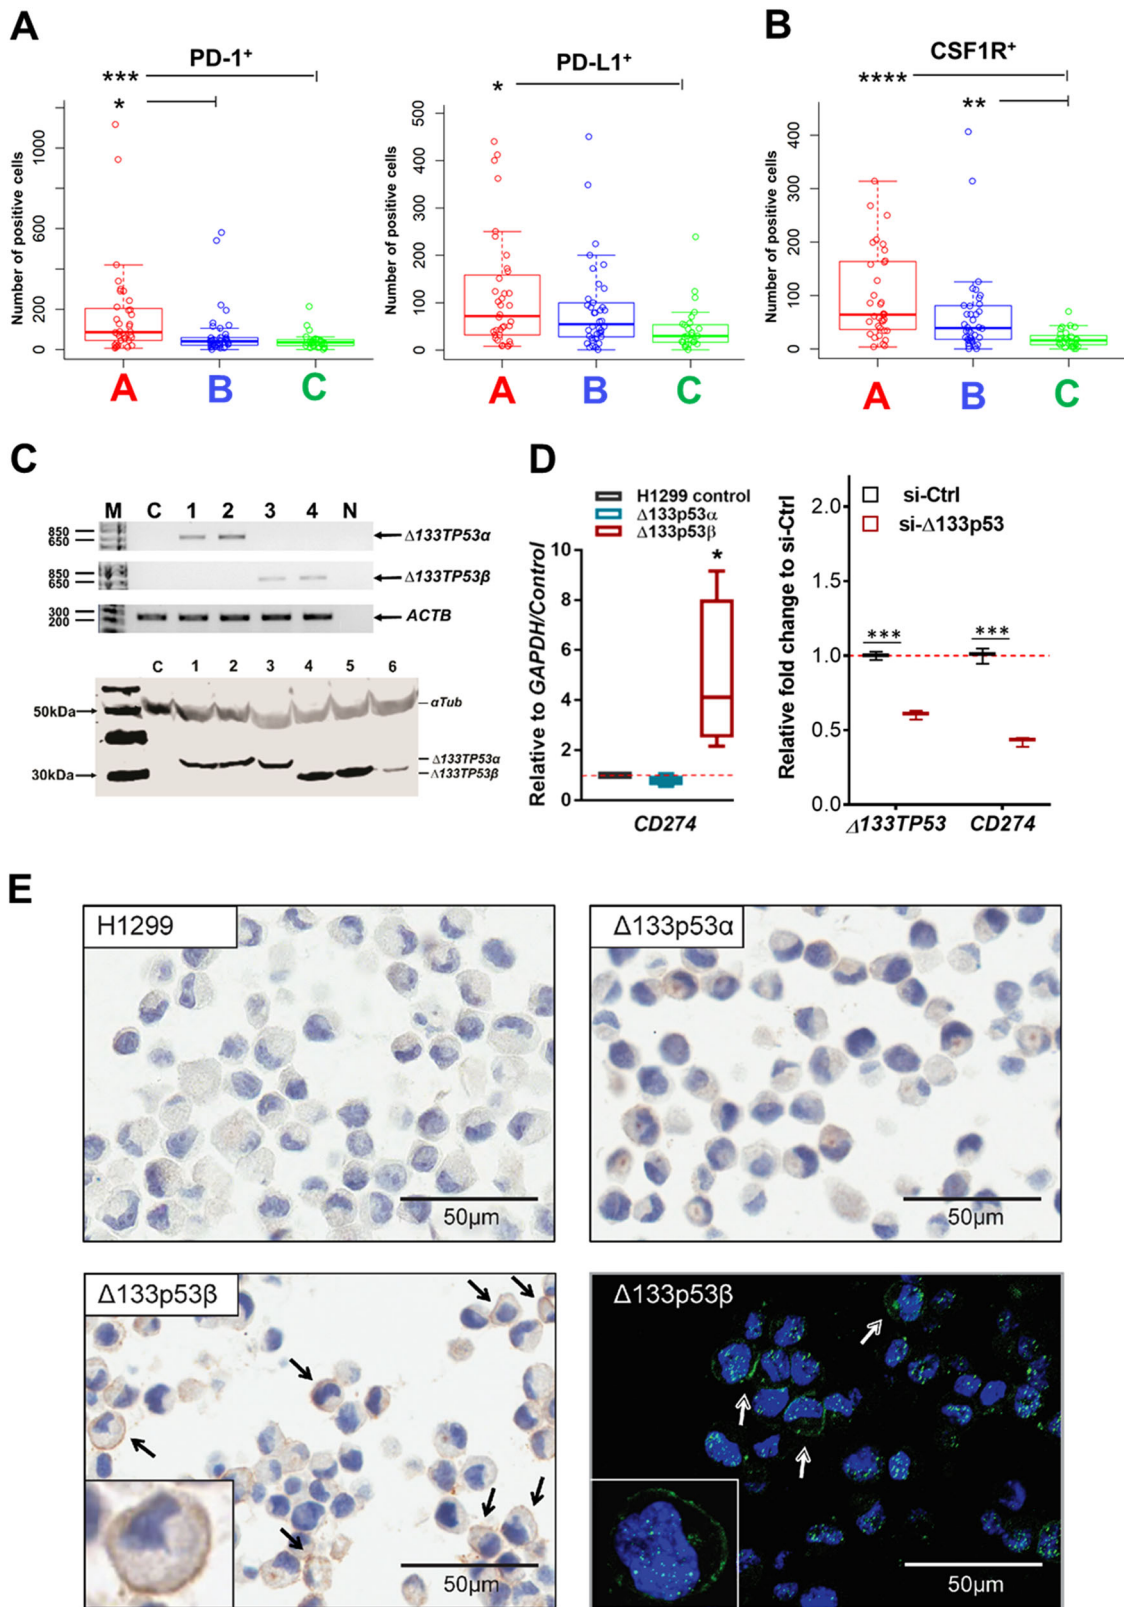 A
B
PD-1⁺
PD-L1⁺
CSF1R⁺
***
*
*
****
**
Number of positive cells
1000
600
200
0
A B C
Number of positive cells
500
400
300
200
100
0
A B C
Number of positive cells
400
300
200
100
0
A B C
C
M C 1 2 3 4 N
850
650
Δ133TP53α
850
650
Δ133TP53β
300
200
ACTB
C 1 2 3 4 5 6
50kDa
αTub
Δ133TP53α
30kDa
Δ133TP53β
D
H1299 control
Δ133p53α
Δ133p53β
*
Relative to GAPDH/Control
10
8
6
4
2
0
CD274
si-Ctrl
si-Δ133p53
Relative fold change to si-Ctrl
2.0
1.5
1.0
0.5
0.0
*** ***
Δ133TP53 CD274
E
H1299
50µm
Δ133p53α
50µm
Δ133p53β
50µm
Δ133p53β
50µm